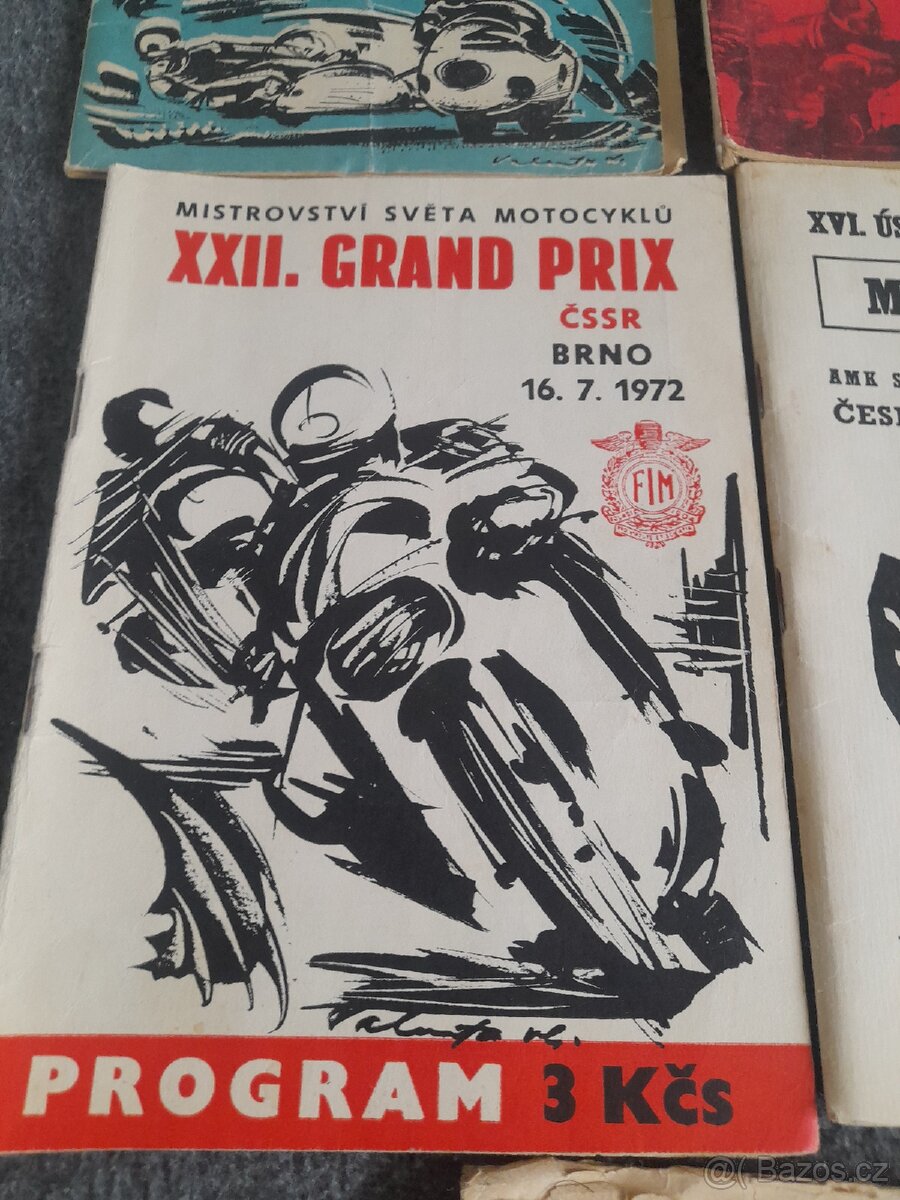 MISTROVSTVÍ SVĚTA MOTOCYKLŮ
XXII. GRAND PRIX
ČSSR
BRNO
16. 7. 1972
FIM
PROGRAM 3 Kčs
XVI. ÚS
M
AMK S
ČESK
@( Bazos.cz